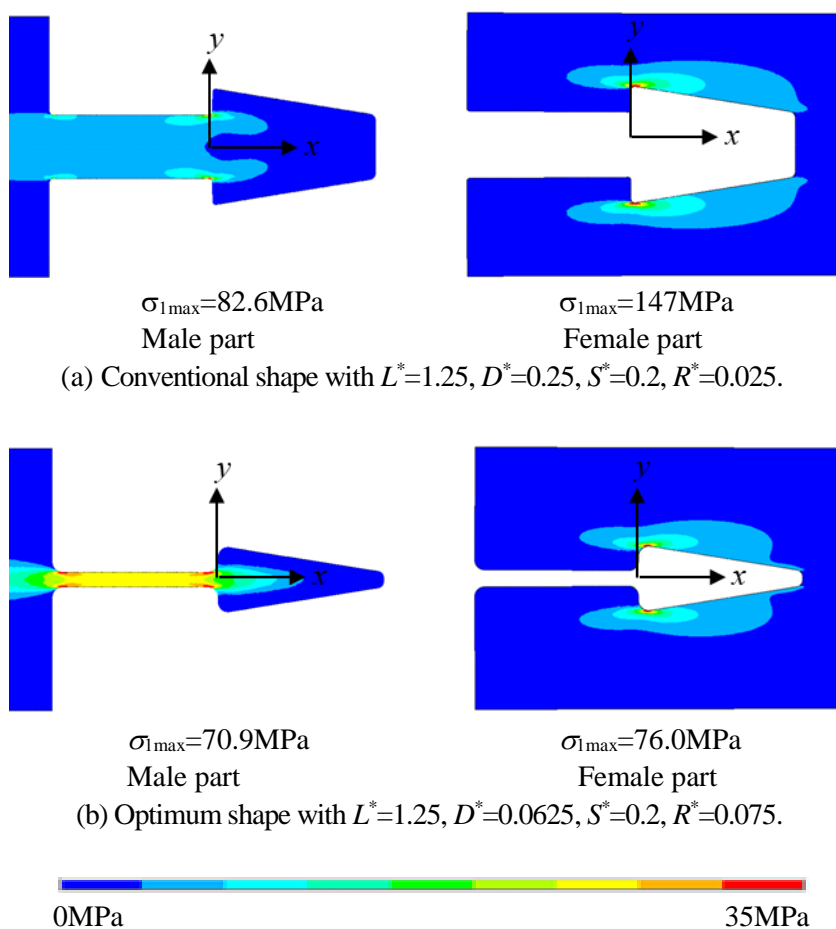 y
x
y
x
σ1max=82.6MPa
σ1max=147MPa
Male part
Female part
(a) Conventional shape with L*=1.25, D*=0.25, S*=0.2, R*=0.025.
y
x
y
x
σ1max=70.9MPa
σ1max=76.0MPa
Male part
Female part
(b) Optimum shape with L*=1.25, D*=0.0625, S*=0.2, R*=0.075.
0MPa
35MPa